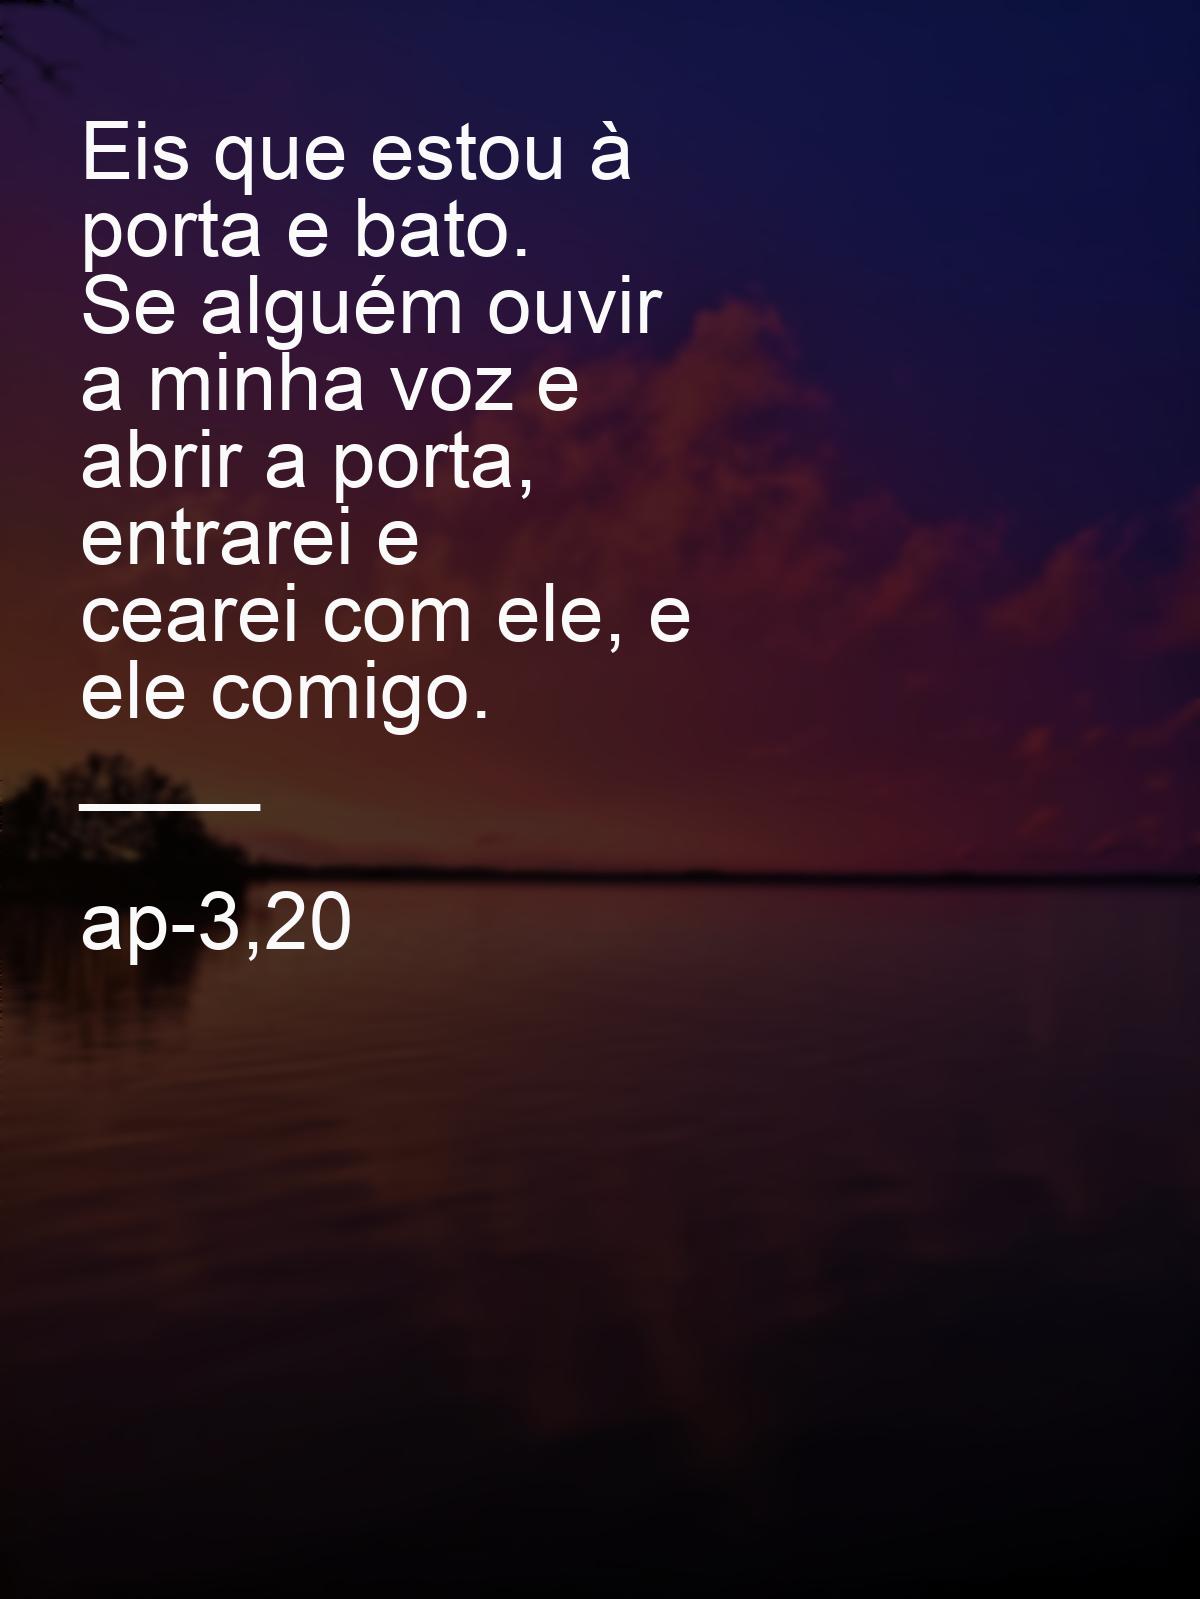 Eis que estou à
porta e bato.
Se alguém ouvir
a minha voz e
abrir a porta,
entrarei e
cearei com ele, e
ele comigo.
ap-3,20